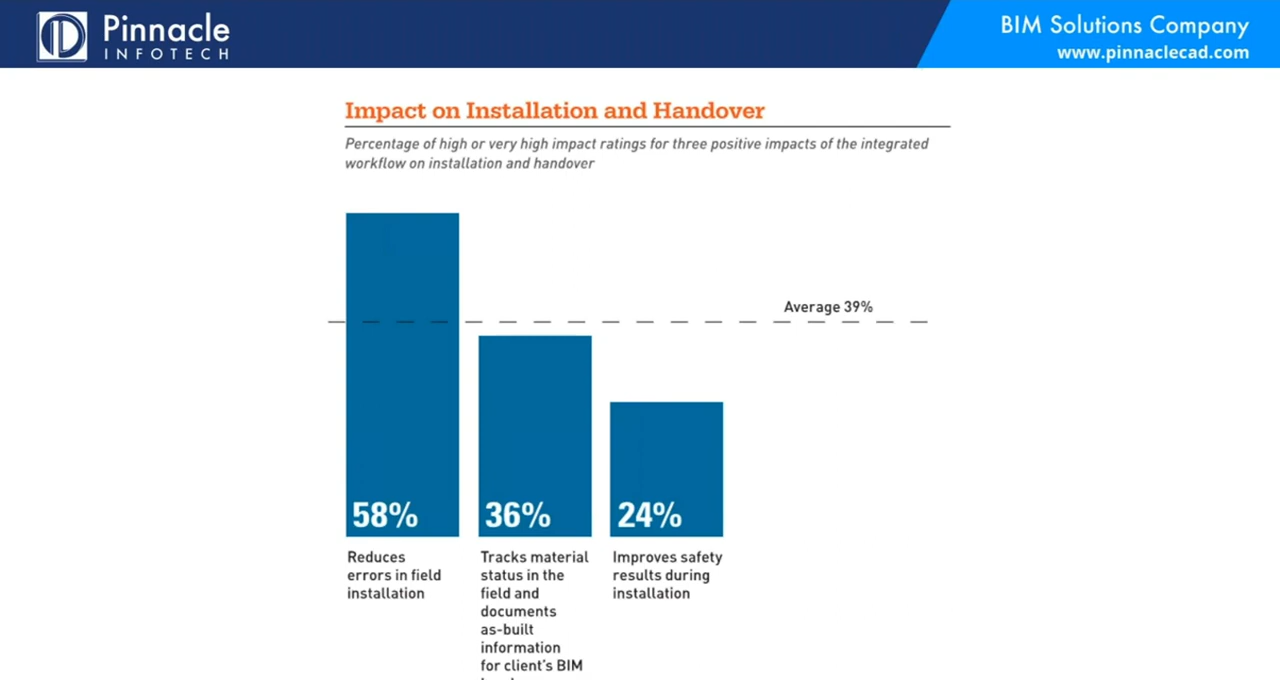 Pinnacle
INFOTECH
BIM Solutions Company
www.pinnaclecad.com
Impact on Installation and Handover
Percentage of high or very high impact ratings for three positive impacts of the integrated
workflow on installation and handover
Average 39%
58%
36%
24%
Reduces
errors in field
installation
Tracks material
status in the
field and
documents
as-built
information
for client's BIM
Improves safety
results during
installation